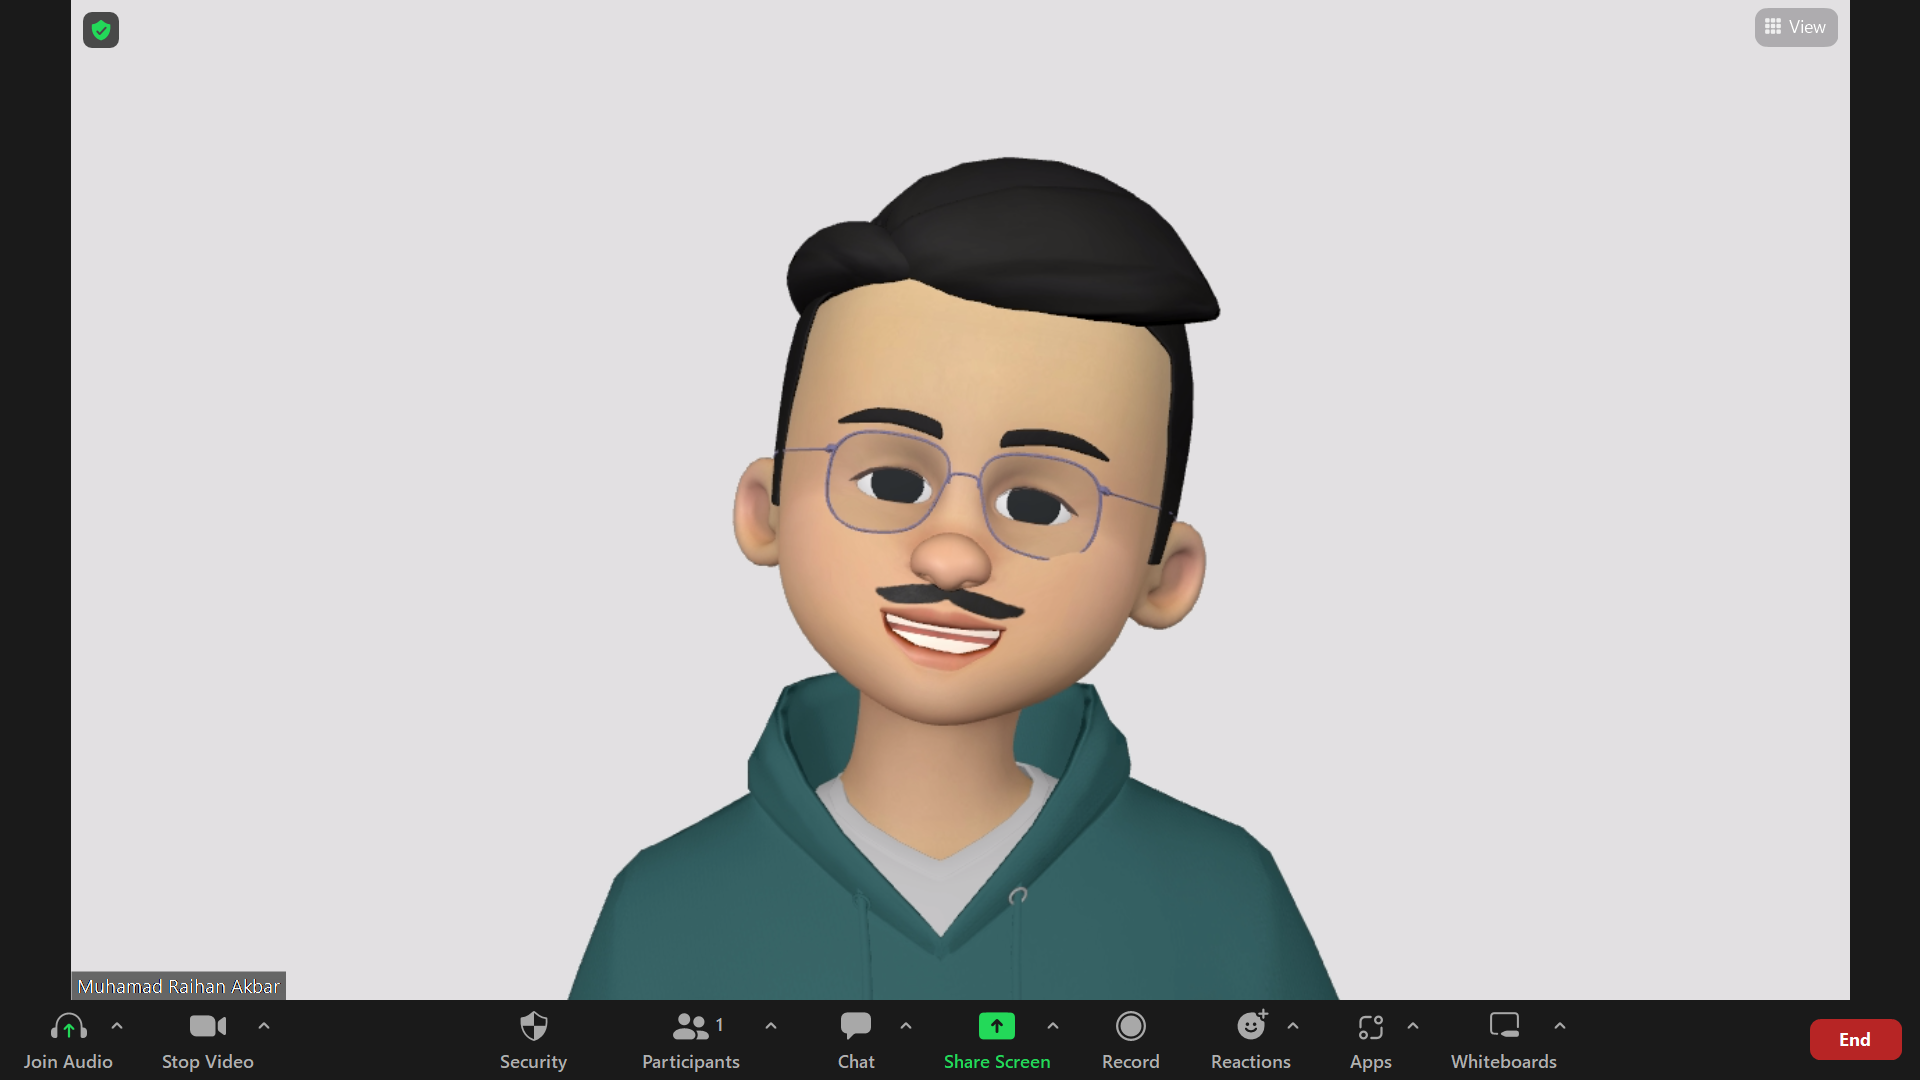 View
Muhamad Raihan Akbar
Join Audio
Stop Video
Security
1
Participants
Chat
Share Screen
Record
Reactions
Apps
Whiteboards
End